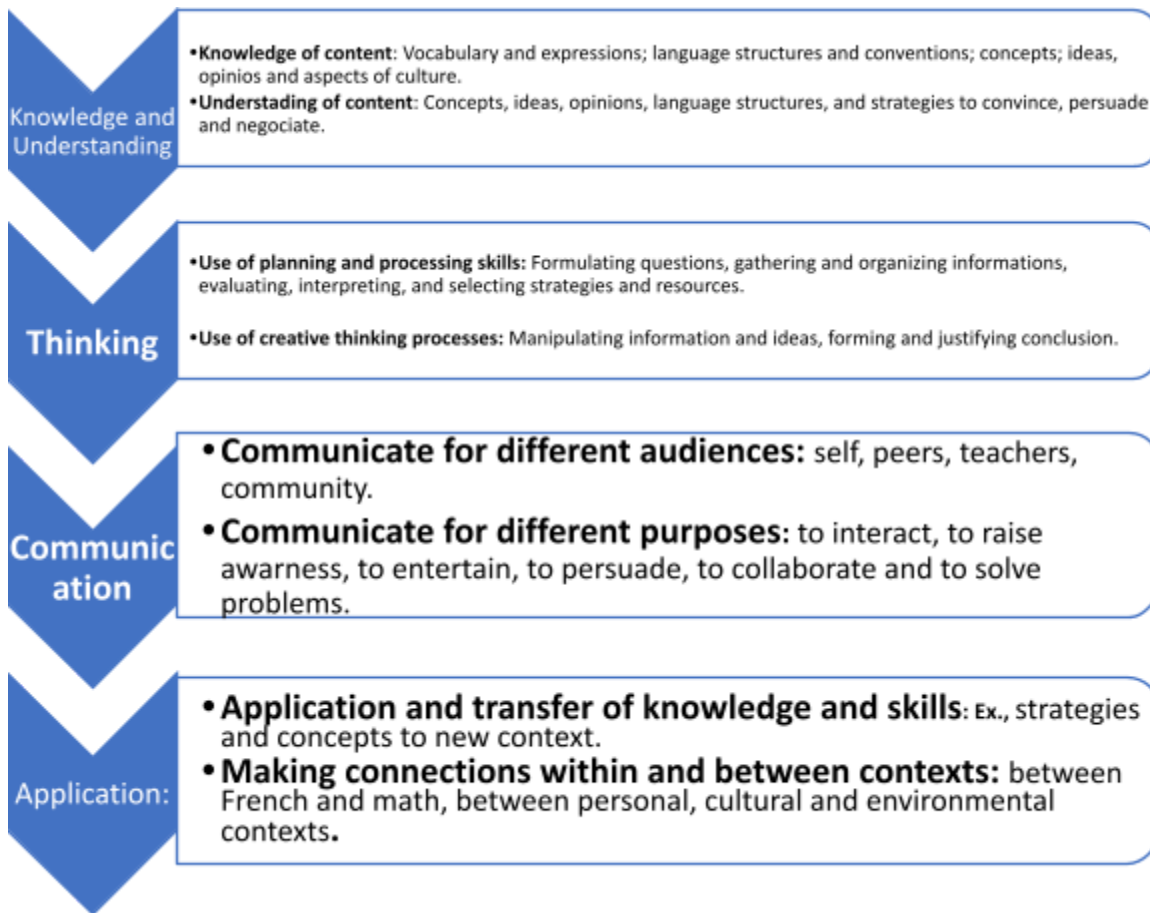 Knowledge and
Understanding
•Knowledge of content: Vocabulary and expressions; language structures and conventions; concepts; ideas,
opinios and aspects of culture.
•Understading of content: Concepts, ideas, opinions, language structures, and strategies to convince, persuade
and negociate.
Thinking
•Use of planning and processing skills: Formulating questions, gathering and organizing informations,
evaluating, interpreting, and selecting strategies and resources.
•Use of creative thinking processes: Manipulating information and ideas, forming and justifying conclusion.
Communic
ation
•Communicate for different audiences: self, peers, teachers,
community.
•Communicate for different purposes: to interact, to raise
awarness, to entertain, to persuade, to collaborate and to solve
problems.
Application:
•Application and transfer of knowledge and skills: Ex., strategies
and concepts to new context.
•Making connections within and between contexts: between
French and math, between personal, cultural and environmental
contexts.